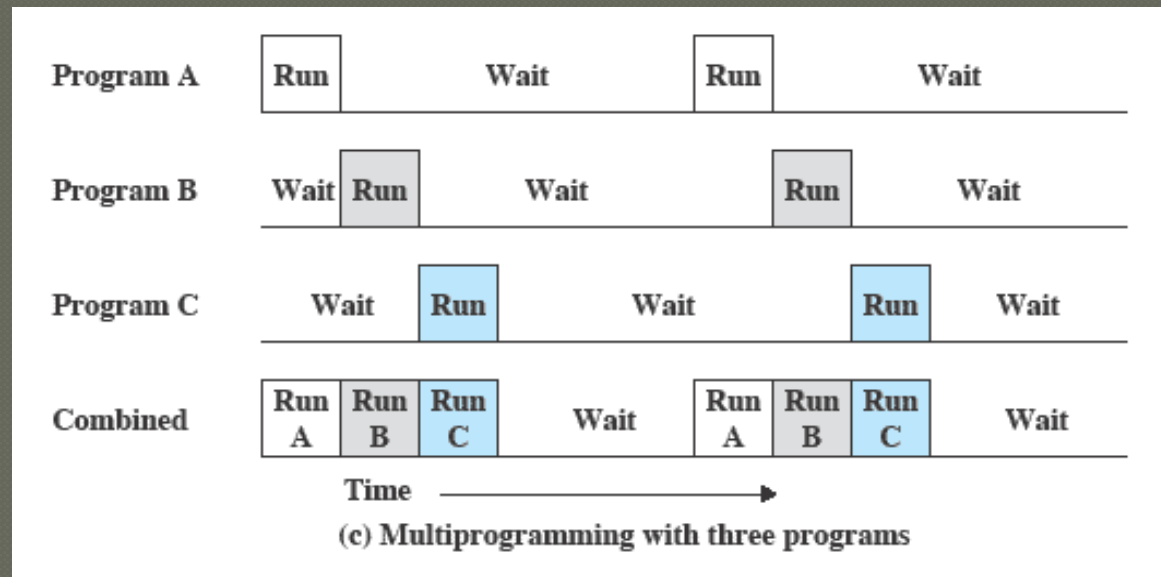 Program A Run Wait Run Wait
Program B Wait Run Wait Run Wait
Program C Wait Run Wait Run Wait
Combined Run A Run B Run C Wait Run A Run B Run C Wait
Time
(c) Multiprogramming with three programs